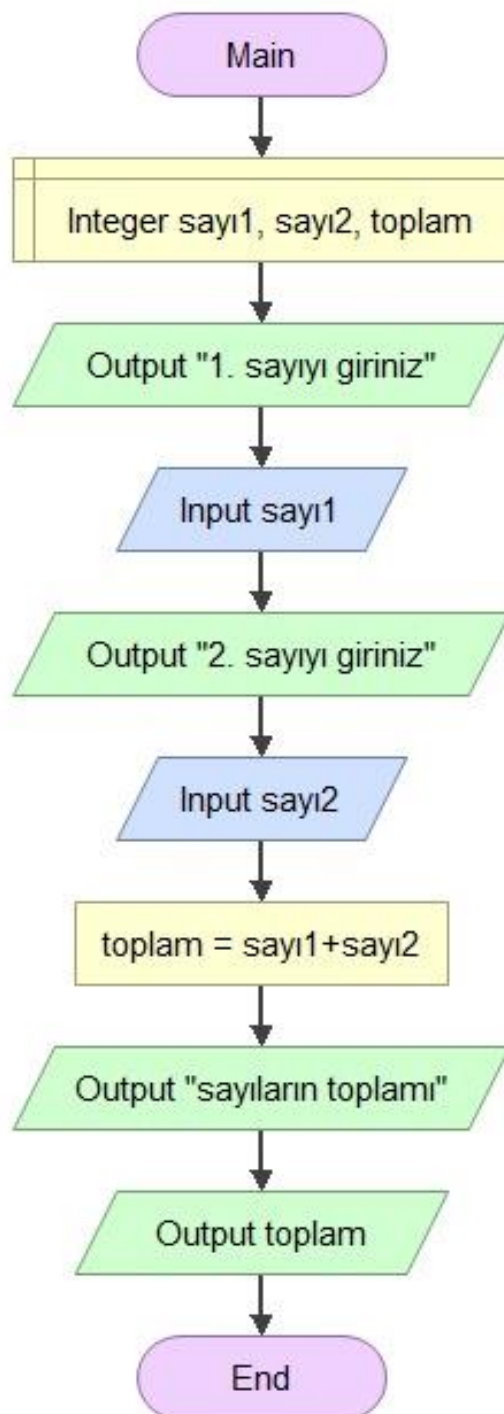 Main
Integer sayı1, sayı2, toplam
Output "1. sayıyı giriniz"
Input sayı1
Output "2. sayıyı giriniz"
Input sayı2
toplam = sayı1+sayı2
Output "sayıların toplamı"
Output toplam
End